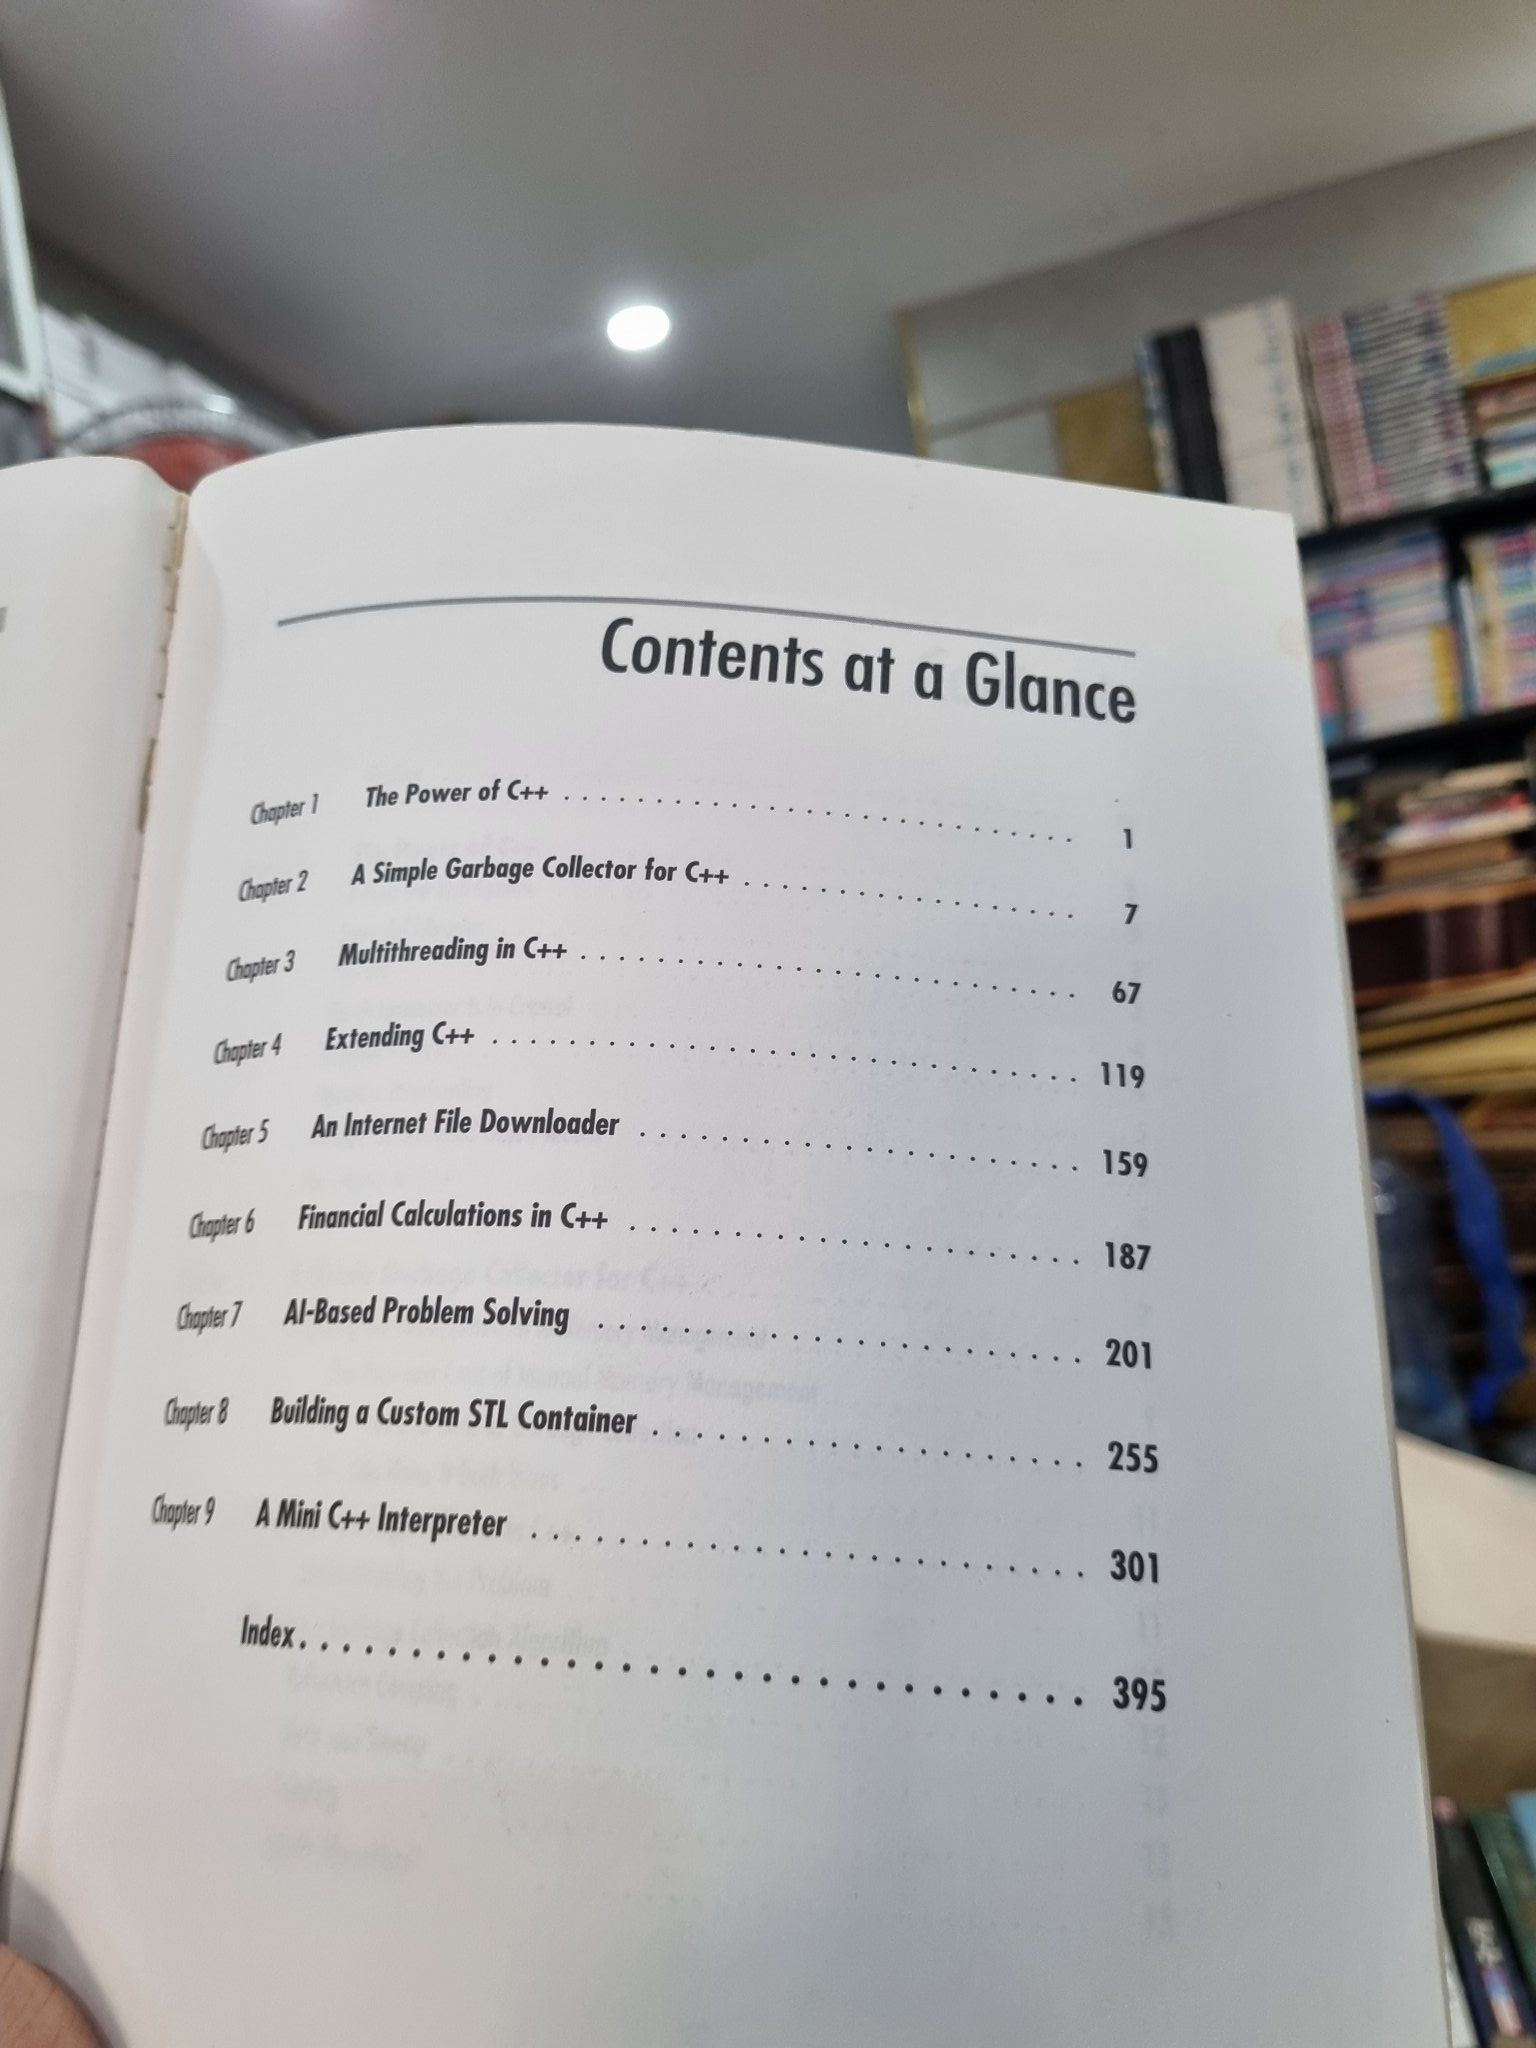 Contents at a Glance
Chapter 1 The Power of C++ . . . . . . . . . . . . . . . . . . . . . . . . 1
Chapter 2 A Simple Garbage Collector for C++ . . . . . . . . . . . . . . . . 7
Chapter 3 Multithreading in C++ . . . . . . . . . . . . . . . . . . . . . . . 67
Chapter 4 Extending C++ . . . . . . . . . . . . . . . . . . . . . . . . 119
Chapter 5 An Internet File Downloader . . . . . . . . . . . . . . . . . . . 159
Chapter 6 Financial Calculations in C++ . . . . . . . . . . . . . . . . . . . 187
Chapter 7 AI-Based Problem Solving . . . . . . . . . . . . . . . . . . . . 201
Chapter 8 Building a Custom STL Container . . . . . . . . . . . . . . . . . 255
Chapter 9 A Mini C++ Interpreter . . . . . . . . . . . . . . . . . . . . . 301
Index. . . . . . . . . . . . . . . . . . . . . . . . . . . . 395